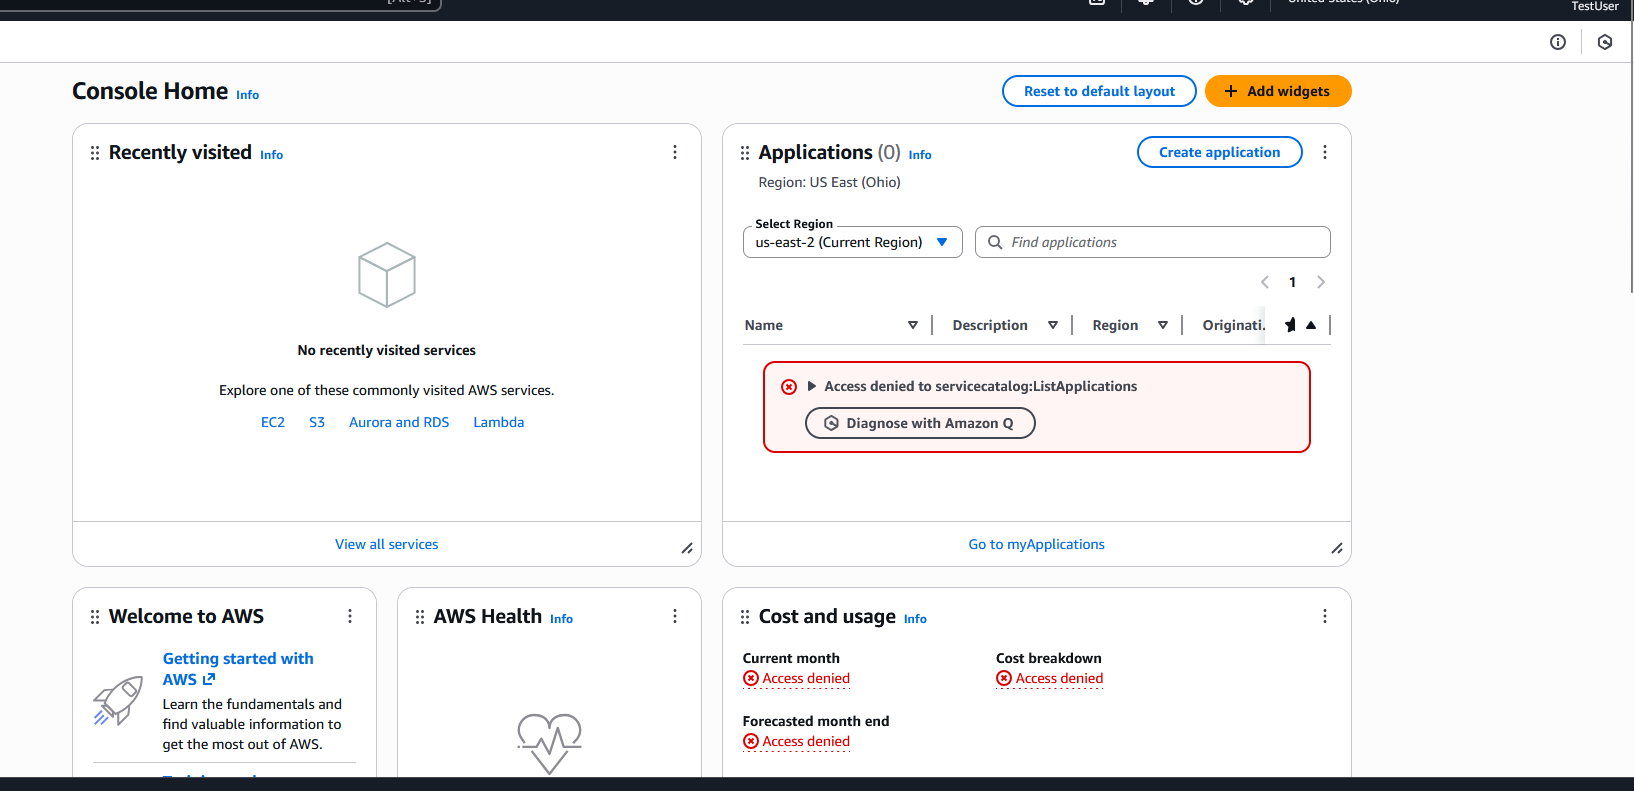 [Alt+S]
United States (Ohio)
TestUser
Console Home Info
Reset to default layout
Add widgets
Recently visited Info
No recently visited services
Explore one of these commonly visited AWS services.
EC2 S3 Aurora and RDS Lambda
View all services
Applications (0) Info
Create application
Region: US East (Ohio)
Select Region
us-east-2 (Current Region)
Find applications
1
Name Description Region Originati.
Access denied to servicecatalog:ListApplications
Diagnose with Amazon Q
Go to myApplications
Welcome to AWS
Getting started with
AWS
Learn the fundamentals and
find valuable information to
get the most out of AWS.
AWS Health Info
Cost and usage Info
Current month
Access denied
Cost breakdown
Access denied
Forecasted month end
Access denied